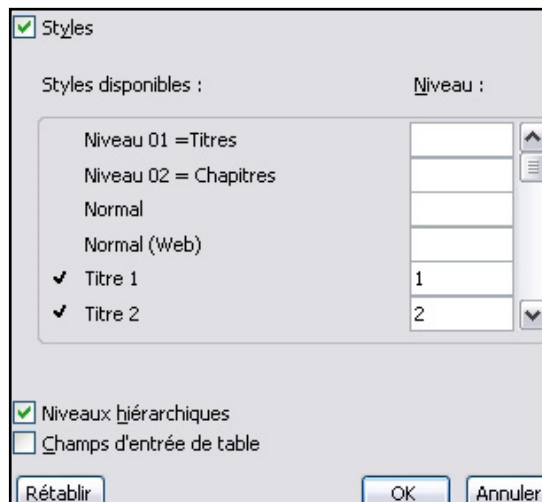 Styles
Styles disponibles : Niveau :
Niveau 01 =Titres
Niveau 02 = Chapitres
Normal
Normal (Web)
Titre 1 1
Titre 2 2
Niveaux hiérarchiques
Champs d'entrée de table
Rétablir OK Annuler